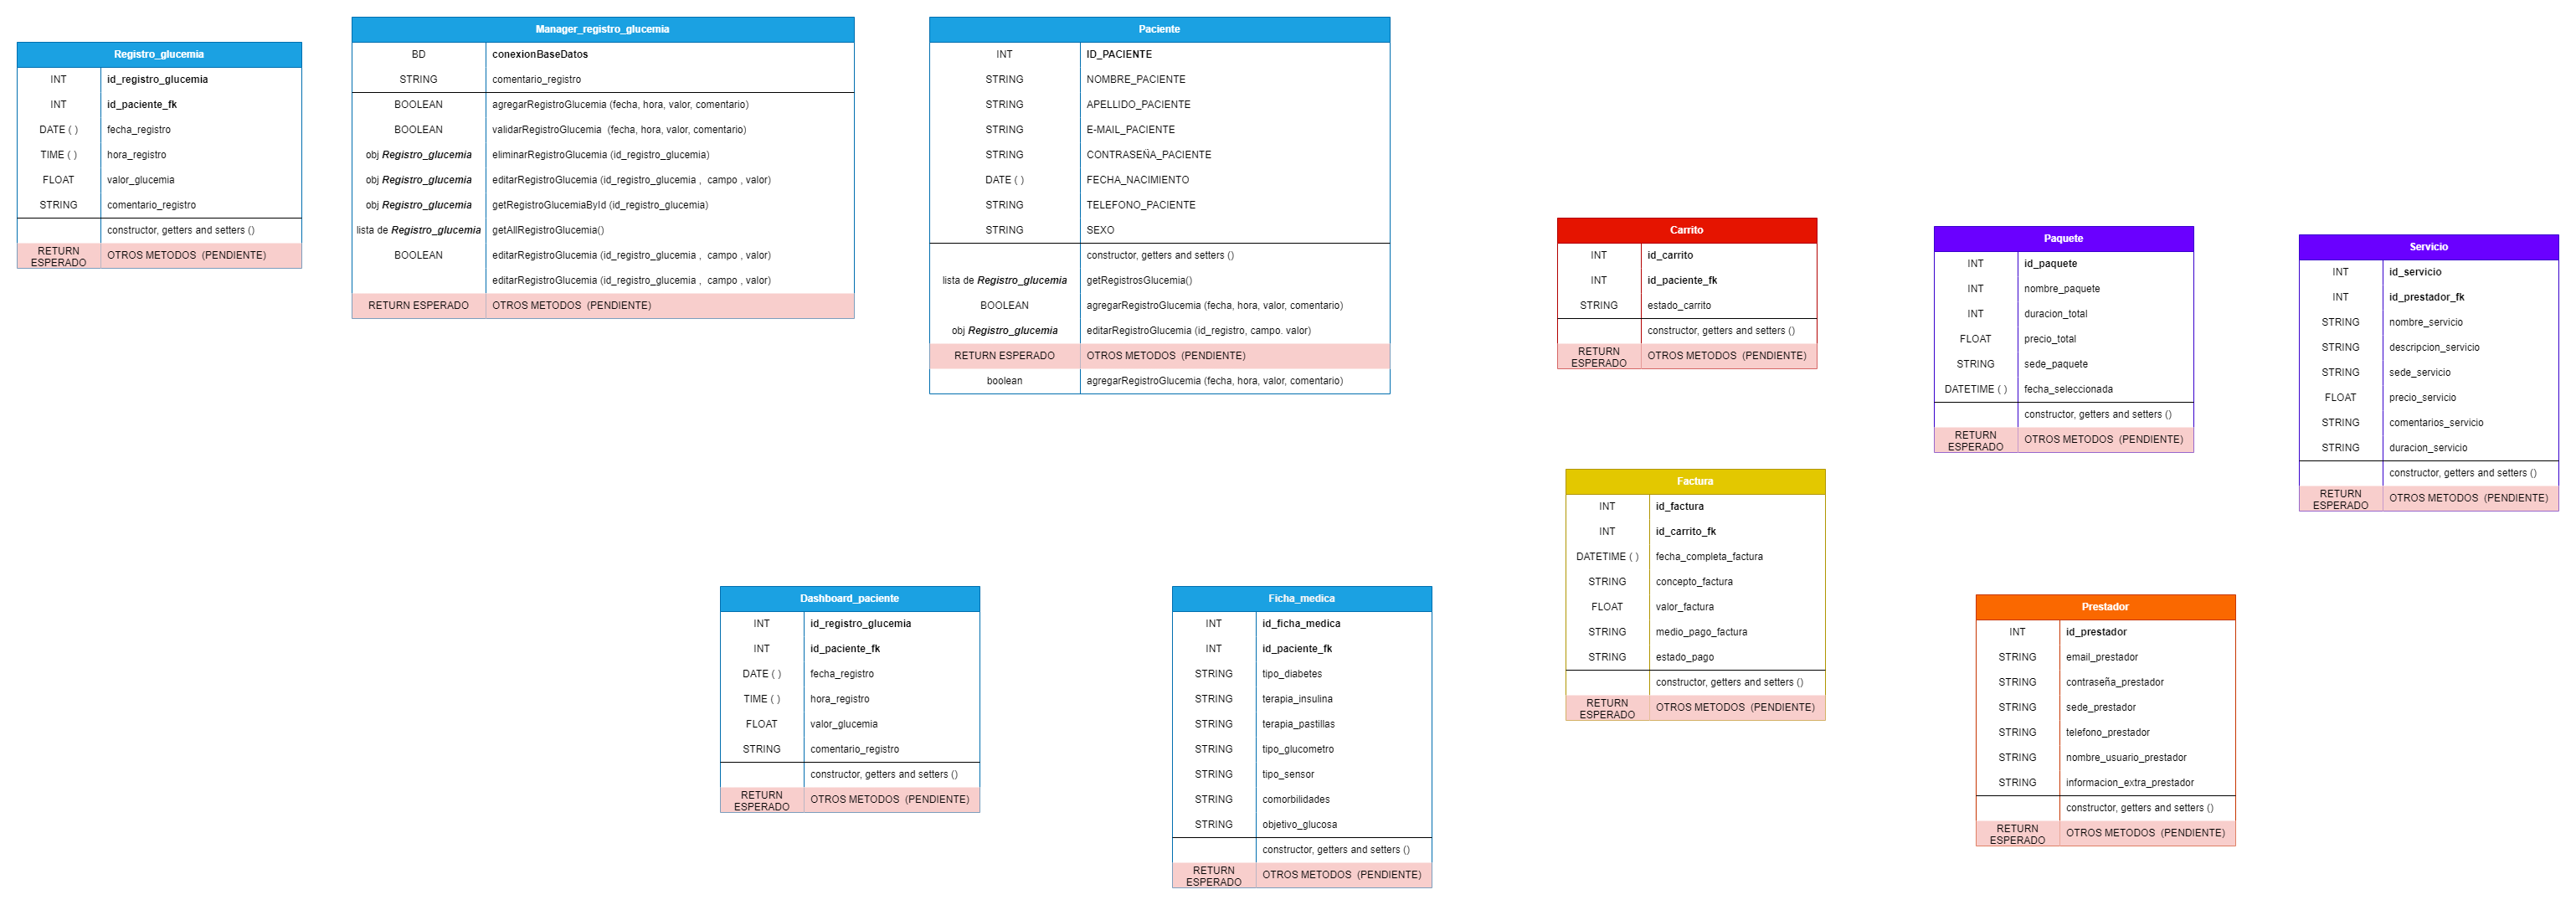 Registro_glucemia
INT id_registro_glucemia
INT id_paciente_fk
DATE ( ) fecha_registro
TIME ( ) hora_registro
FLOAT valor_glucemia
STRING comentario_registro
constructor, getters and setters ()
RETURN ESPERADO OTROS METODOS (PENDIENTE)
Manager_registro_glucemia
BD conexionBaseDatos
STRING comentario_registro
BOOLEAN agregarRegistroGlucemia (fecha, hora, valor, comentario)
BOOLEAN validarRegistroGlucemia (fecha, hora, valor, comentario)
obj Registro_glucemia eliminarRegistroGlucemia (id_registro_glucemia)
obj Registro_glucemia editarRegistroGlucemia (id_registro_glucemia , campo , valor)
obj Registro_glucemia getRegistroGlucemiaById (id_registro_glucemia)
lista de Registro_glucemia getAllRegistroGlucemia()
BOOLEAN editarRegistroGlucemia (id_registro_glucemia , campo , valor)
editarRegistroGlucemia (id_registro_glucemia , campo , valor)
RETURN ESPERADO OTROS METODOS (PENDIENTE)
Paciente
INT ID_PACIENTE
STRING NOMBRE_PACIENTE
STRING APELLIDO_PACIENTE
STRING E-MAIL_PACIENTE
STRING CONTRASEÑA_PACIENTE
DATE ( ) FECHA_NACIMIENTO
STRING TELEFONO_PACIENTE
STRING SEXO
constructor, getters and setters ()
lista de Registro_glucemia getRegistrosGlucemia()
BOOLEAN agregarRegistroGlucemia (fecha, hora, valor, comentario)
obj Registro_glucemia editarRegistroGlucemia (id_registro, campo. valor)
RETURN ESPERADO OTROS METODOS (PENDIENTE)
boolean agregarRegistroGlucemia (fecha, hora, valor, comentario)
Carrito
INT id_carrito
INT id_paciente_fk
STRING estado_carrito
constructor, getters and setters ()
RETURN ESPERADO OTROS METODOS (PENDIENTE)
Paquete
INT id_paquete
INT nombre_paquete
INT duracion_total
FLOAT precio_total
STRING sede_paquete
DATETIME ( ) fecha_seleccionada
constructor, getters and setters ()
RETURN ESPERADO OTROS METODOS (PENDIENTE)
Servicio
INT id_servicio
INT id_prestador_fk
STRING nombre_servicio
STRING descripcion_servicio
STRING sede_servicio
FLOAT precio_servicio
STRING comentarios_servicio
STRING duracion_servicio
constructor, getters and setters ()
RETURN ESPERADO OTROS METODOS (PENDIENTE)
Factura
INT id_factura
INT id_carrito_fk
DATETIME ( ) fecha_completa_factura
STRING concepto_factura
FLOAT valor_factura
STRING medio_pago_factura
STRING estado_pago
constructor, getters and setters ()
RETURN ESPERADO OTROS METODOS (PENDIENTE)
Dashboard_paciente
INT id_registro_glucemia
INT id_paciente_fk
DATE ( ) fecha_registro
TIME ( ) hora_registro
FLOAT valor_glucemia
STRING comentario_registro
constructor, getters and setters ()
RETURN ESPERADO OTROS METODOS (PENDIENTE)
Ficha_medica
INT id_ficha_medica
INT id_paciente_fk
STRING tipo_diabetes
STRING terapia_insulina
STRING terapia_pastillas
STRING tipo_glucometro
STRING tipo_sensor
STRING comorbilidades
STRING objetivo_glucosa
constructor, getters and setters ()
RETURN ESPERADO OTROS METODOS (PENDIENTE)
Prestador
INT id_prestador
STRING email_prestador
STRING contraseña_prestador
STRING sede_prestador
STRING telefono_prestador
STRING nombre_usuario_prestador
STRING informacion_extra_prestador
constructor, getters and setters ()
RETURN ESPERADO OTROS METODOS (PENDIENTE)